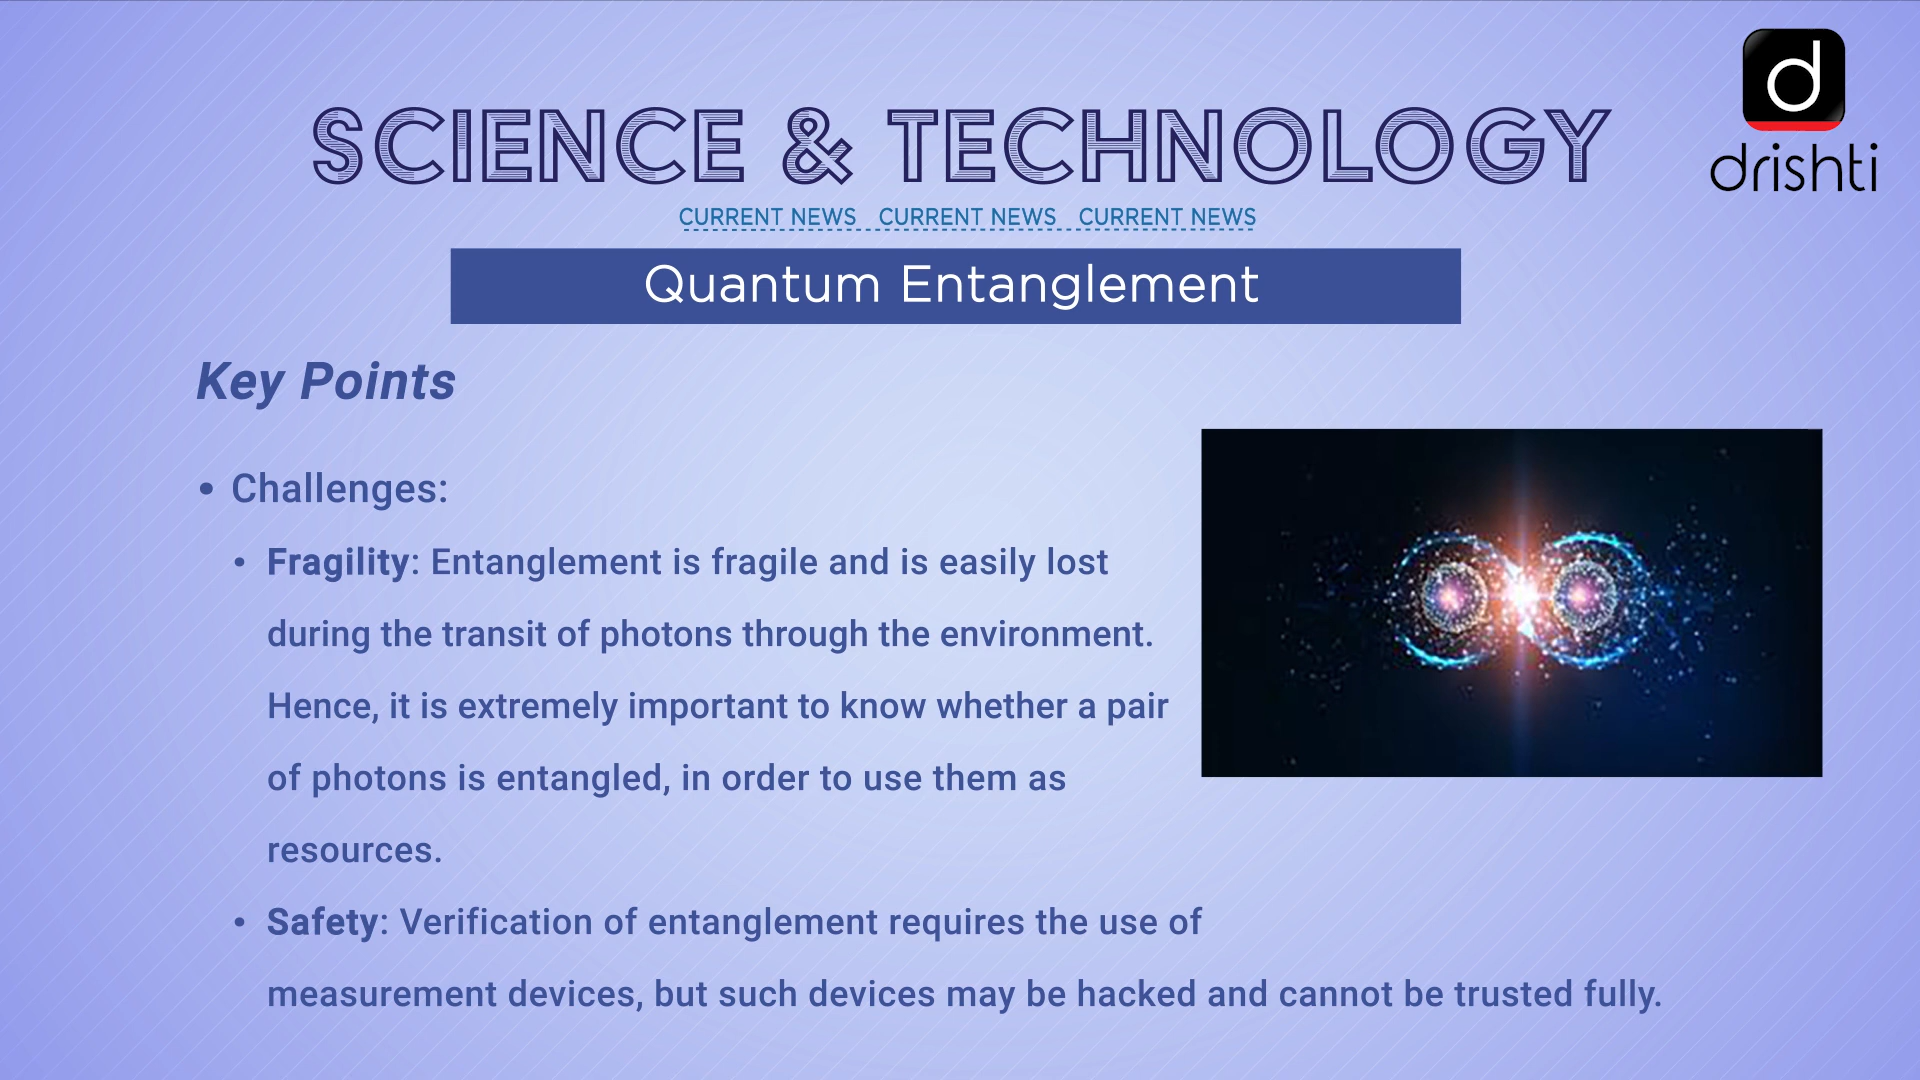 SCIENCE & TECHNOLOGY
d
drishti
CURRENT NEWS CURRENT NEWS CURRENT NEWS
Quantum Entanglement
Key Points
• Challenges:
• Fragility: Entanglement is fragile and is easily lost
during the transit of photons through the environment.
Hence, it is extremely important to know whether a pair
of photons is entangled, in order to use them as
resources.
• Safety: Verification of entanglement requires the use of
measurement devices, but such devices may be hacked and cannot be trusted fully.